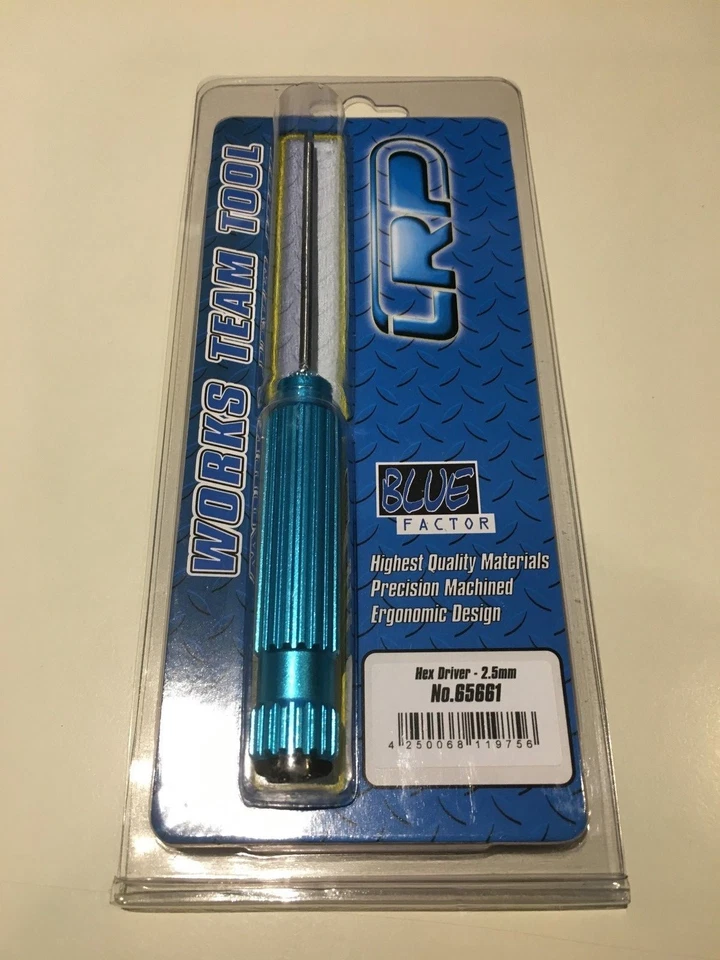 WORKS TEAM TOOL
LRP
BLUE
FACTOR
Highest Quality Materials
Precision Machined
Ergonomic Design
Hex Driver - 2.5mm
No.65661
4 250068 119756